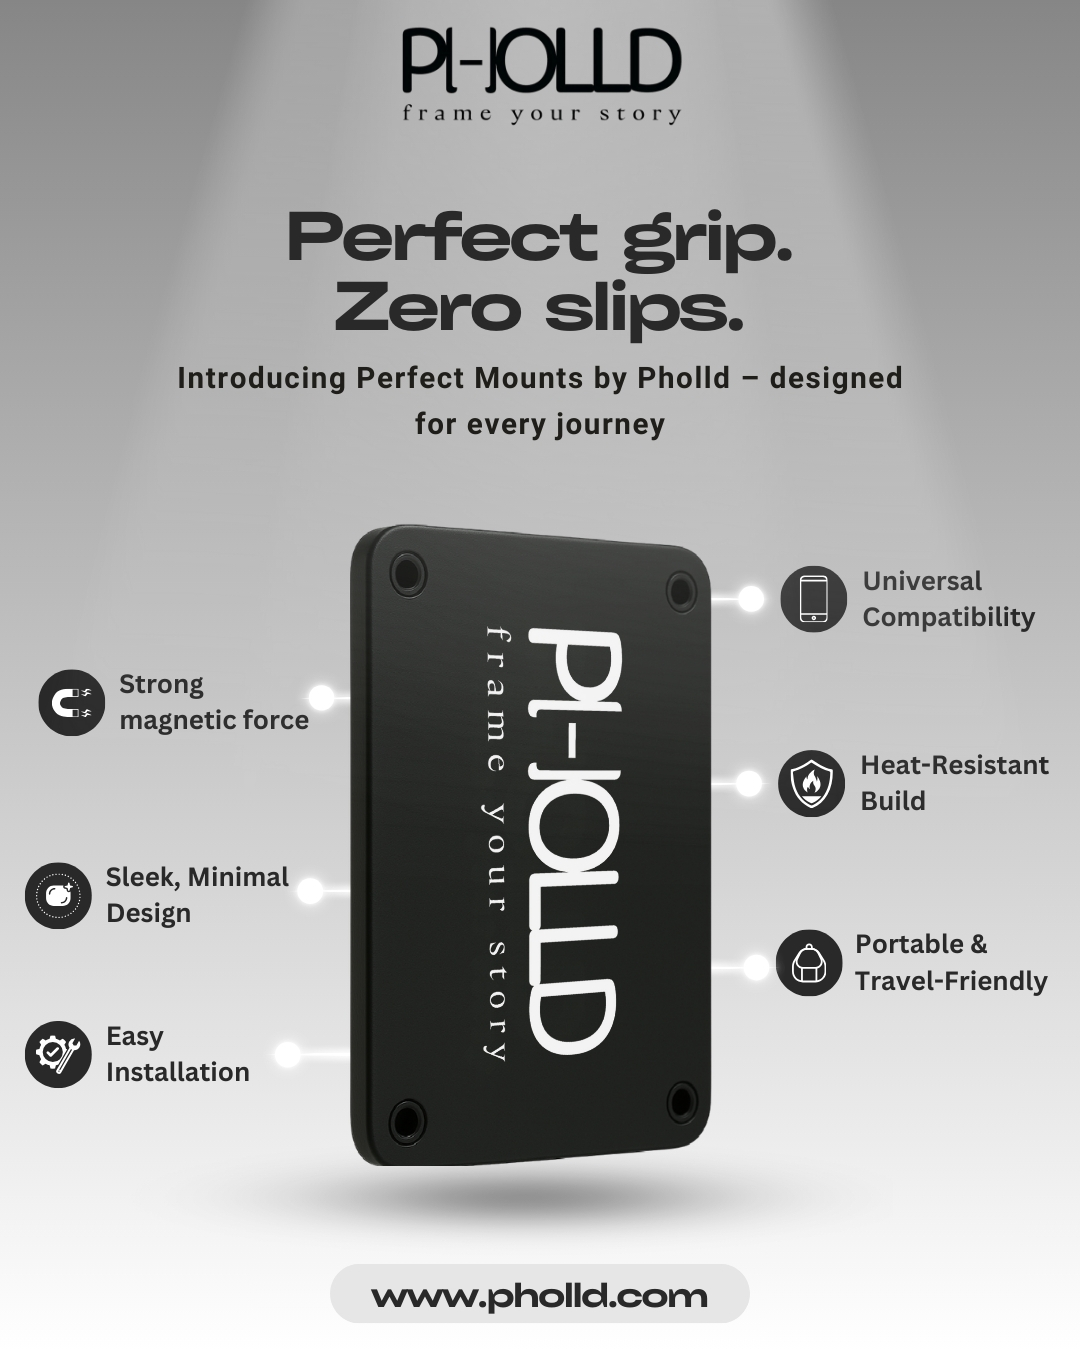 PHOLLD
frame your story
Perfect grip.
Zero slips.
Introducing Perfect Mounts by Pholld – designed
for every journey
Universal
Compatibility
Strong
magnetic force
Heat-Resistant
Build
Sleek, Minimal
Design
Portable &
Travel-Friendly
Easy
Installation
PHOLLD
frame your story
www.pholld.com